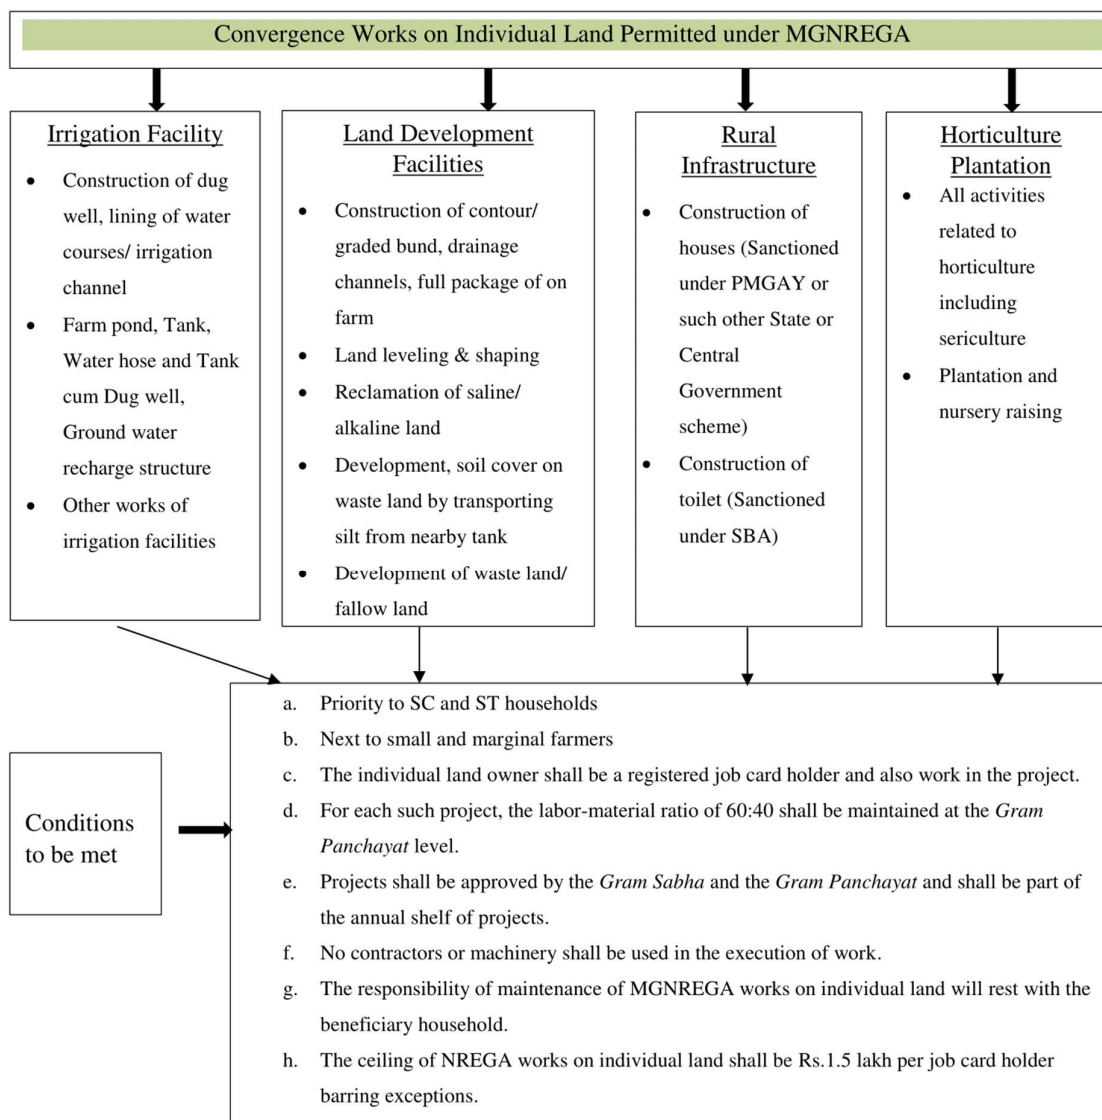 Convergence Works on Individual Land Permitted under MGNREGA
Irrigation Facility
• Construction of dug
well, lining of water
courses/ irrigation
channel
• Farm pond, Tank,
Water hose and Tank
cum Dug well,
Ground water
recharge structure
• Other works of
irrigation facilities
Land Development
Facilities
• Construction of contour/
graded bund, drainage
channels, full package of on
farm
• Land leveling & shaping
• Reclamation of saline/
alkaline land
• Development, soil cover on
waste land by transporting
silt from nearby tank
• Development of waste land/
fallow land
Rural
Infrastructure
• Construction of
houses (Sanctioned
under PMGAY or
such other State or
Central
Government
scheme)
• Construction of
toilet (Sanctioned
under SBA)
Horticulture
Plantation
• All activities
related to
horticulture
including
sericulture
• Plantation and
nursery raising
Conditions
to be met
a. Priority to SC and ST households
b. Next to small and marginal farmers
c. The individual land owner shall be a registered job card holder and also work in the project.
d. For each such project, the labor-material ratio of 60:40 shall be maintained at the Gram
Panchayat level.
e. Projects shall be approved by the Gram Sabha and the Gram Panchayat and shall be part of
the annual shelf of projects.
f. No contractors or machinery shall be used in the execution of work.
g. The responsibility of maintenance of MGNREGA works on individual land will rest with the
beneficiary household.
h. The ceiling of NREGA works on individual land shall be Rs.1.5 lakh per job card holder
barring exceptions.